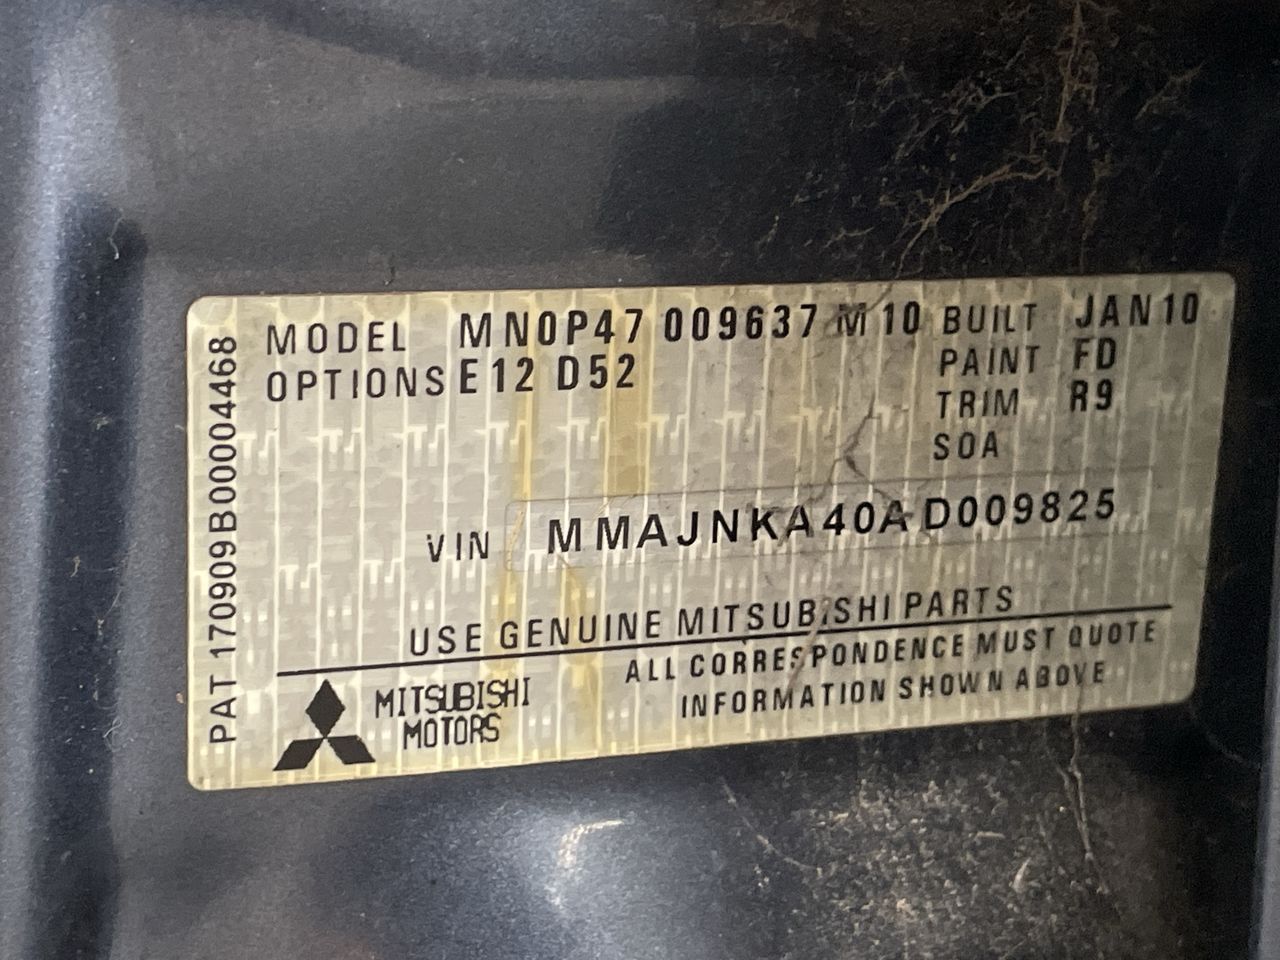 MODEL MN0P47 009637 M10 BUILT JAN10
OPTIONS E12 D52 PAINT FD
TRIM R9
SOA
VIN MMAJNKA40AD009825
USE GENUINE MITSUBISHI PARTS
ALL CORRESPONDENCE MUST QUOTE
INFORMATION SHOWN ABOVE
MITSUBISHI
MOTORS
PAT 170909B00004468